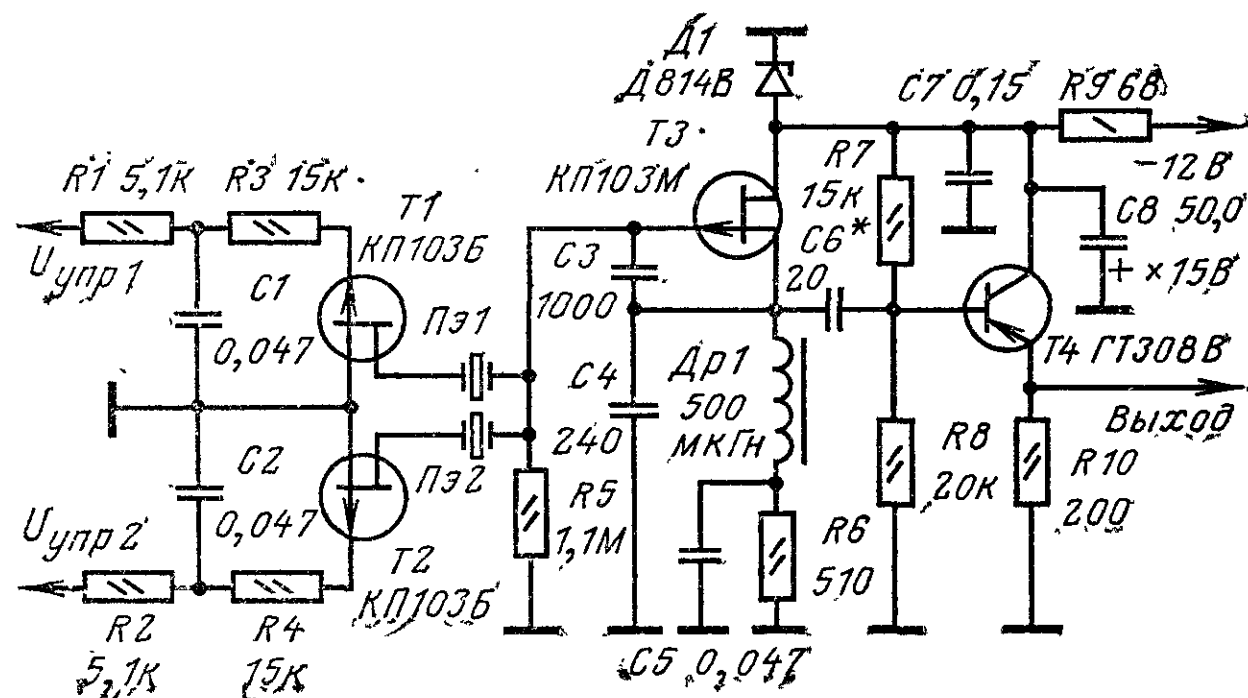 Д1
Д814В
С7 0,15
R9 68
Т3
КП103М
R7
15к
-12 В
С8 50,0
+ × 15В
R1 5,1к
R3 15к
Т1
КП103Б
Uупр1
С1
0,047
Пэ1
С3
1000
С6*
20
Т4 ГТ308В
Выход
Др1
500
мкГн
С4
240
С2
0,047
Пэ2
R5
1,1М
R8
20к
R10
200
Uупр2
Т2
КП103Б
R6
510
R2
5,1к
R4
15к
С5 0,047